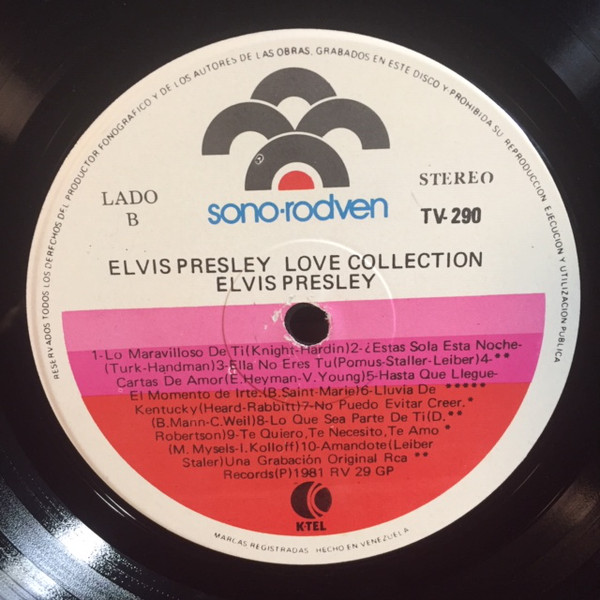 RESERVADOS TODOS LOS DERECHOS DEL PRODUCTOR FONOGRAFICO Y DE LOS AUTORES DE LAS OBRAS, GRABADOS EN ESTE DISCO Y PROHIBIDA SU REPRODUCCION, EJECUCION Y UTILIZACION PUBLICA
LADO
B
STEREO
TV-290
sono·rodven
ELVIS PRESLEY LOVE COLLECTION
ELVIS PRESLEY
1-Lo Maravilloso De Ti(Knight-Hardin)2-¿Estas Sola Esta Noche-
(Turk-Handman)3-Ella No Eres Tu(Pomus-Staller-Leiber)4-**
Cartas De Amor(E.Heyman-V.Young)5-Hasta Que Llegue-
El Momento de Irte.(B.Saint-Marie)6-Lluvia De *****
Kentucky(Heard-Rabbitt)7-No Puedo Evitar Creer.*
(B.Mann-C.Weil)8-Lo Que Sea Parte De Ti(D.**
Robertson)9-Te Quiero,Te Necesito,Te Amo *
(M.Mysels-I.Kolloff)10-Amandote(Leiber
Staler)Una Grabación Original Rca **
Records(P)1981 RV 29 GP
K-TEL
MARCAS REGISTRADAS HECHO EN VENEZUELA